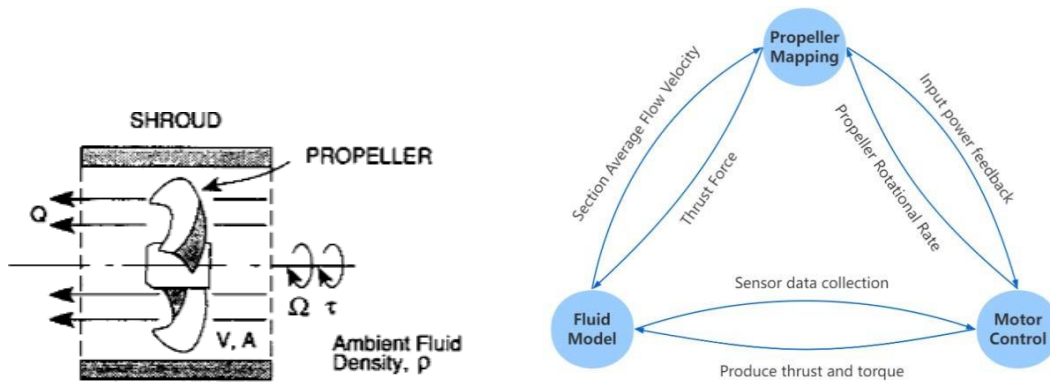 SHROUD
PROPELLER
Q
Ω τ
V, A
Ambient Fluid
Density, ρ
Propeller
Mapping
Section Average Flow Velocity
Thrust Force
Propeller Rotational Rate
Input power feedback
Sensor data collection
Fluid
Model
Motor
Control
Produce thrust and torque